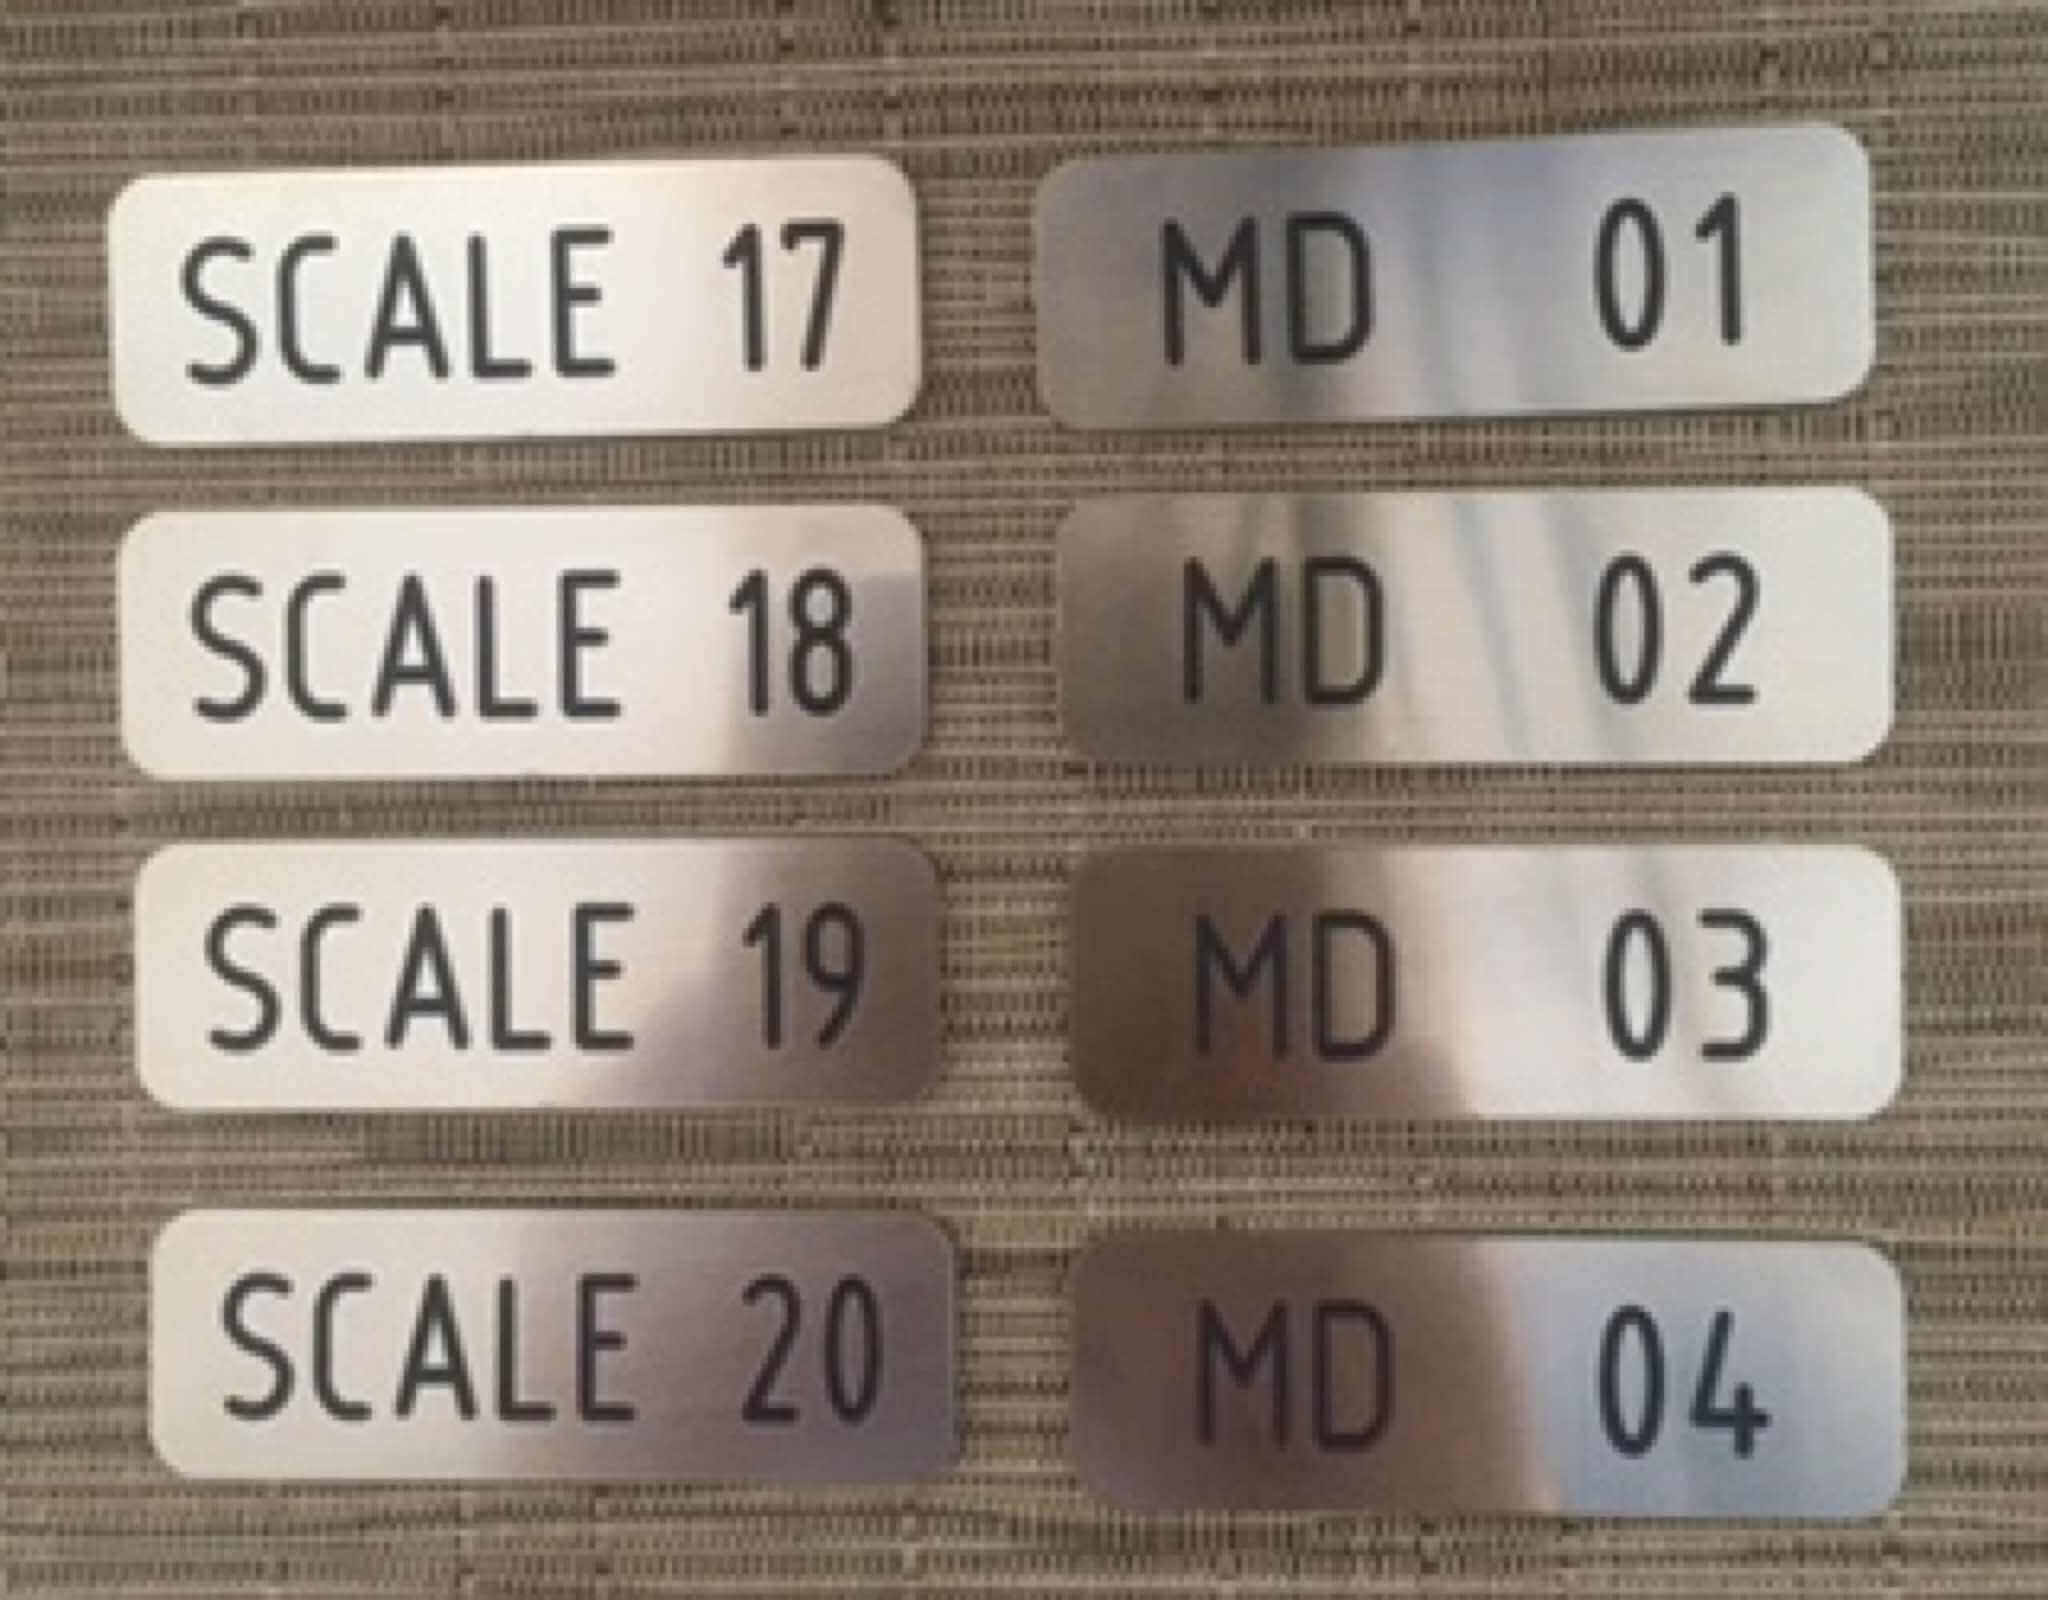 SCALE 17
MD 01
SCALE 18
MD 02
SCALE 19
MD 03
SCALE 20
MD 04